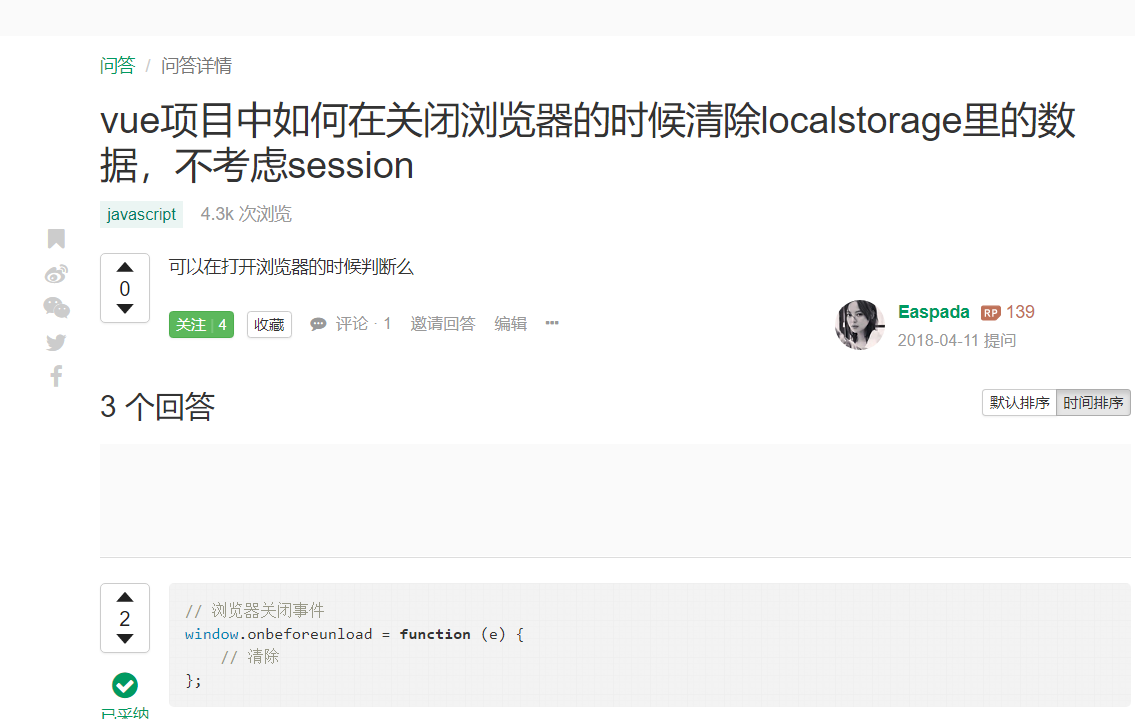 问答 / 问答详情
vue项目中如何在关闭浏览器的时候清除localstorage里的数
据，不考虑session
javascript 4.3k 次浏览
0
可以在打开浏览器的时候判断么
关注 | 4 收藏 评论 · 1 邀请回答 编辑 ···
Easpada RP 139
2018-04-11 提问
3 个回答
默认排序 时间排序
2
// 浏览器关闭事件
window.onbeforeunload = function (e) {
// 清除
};
已采纳